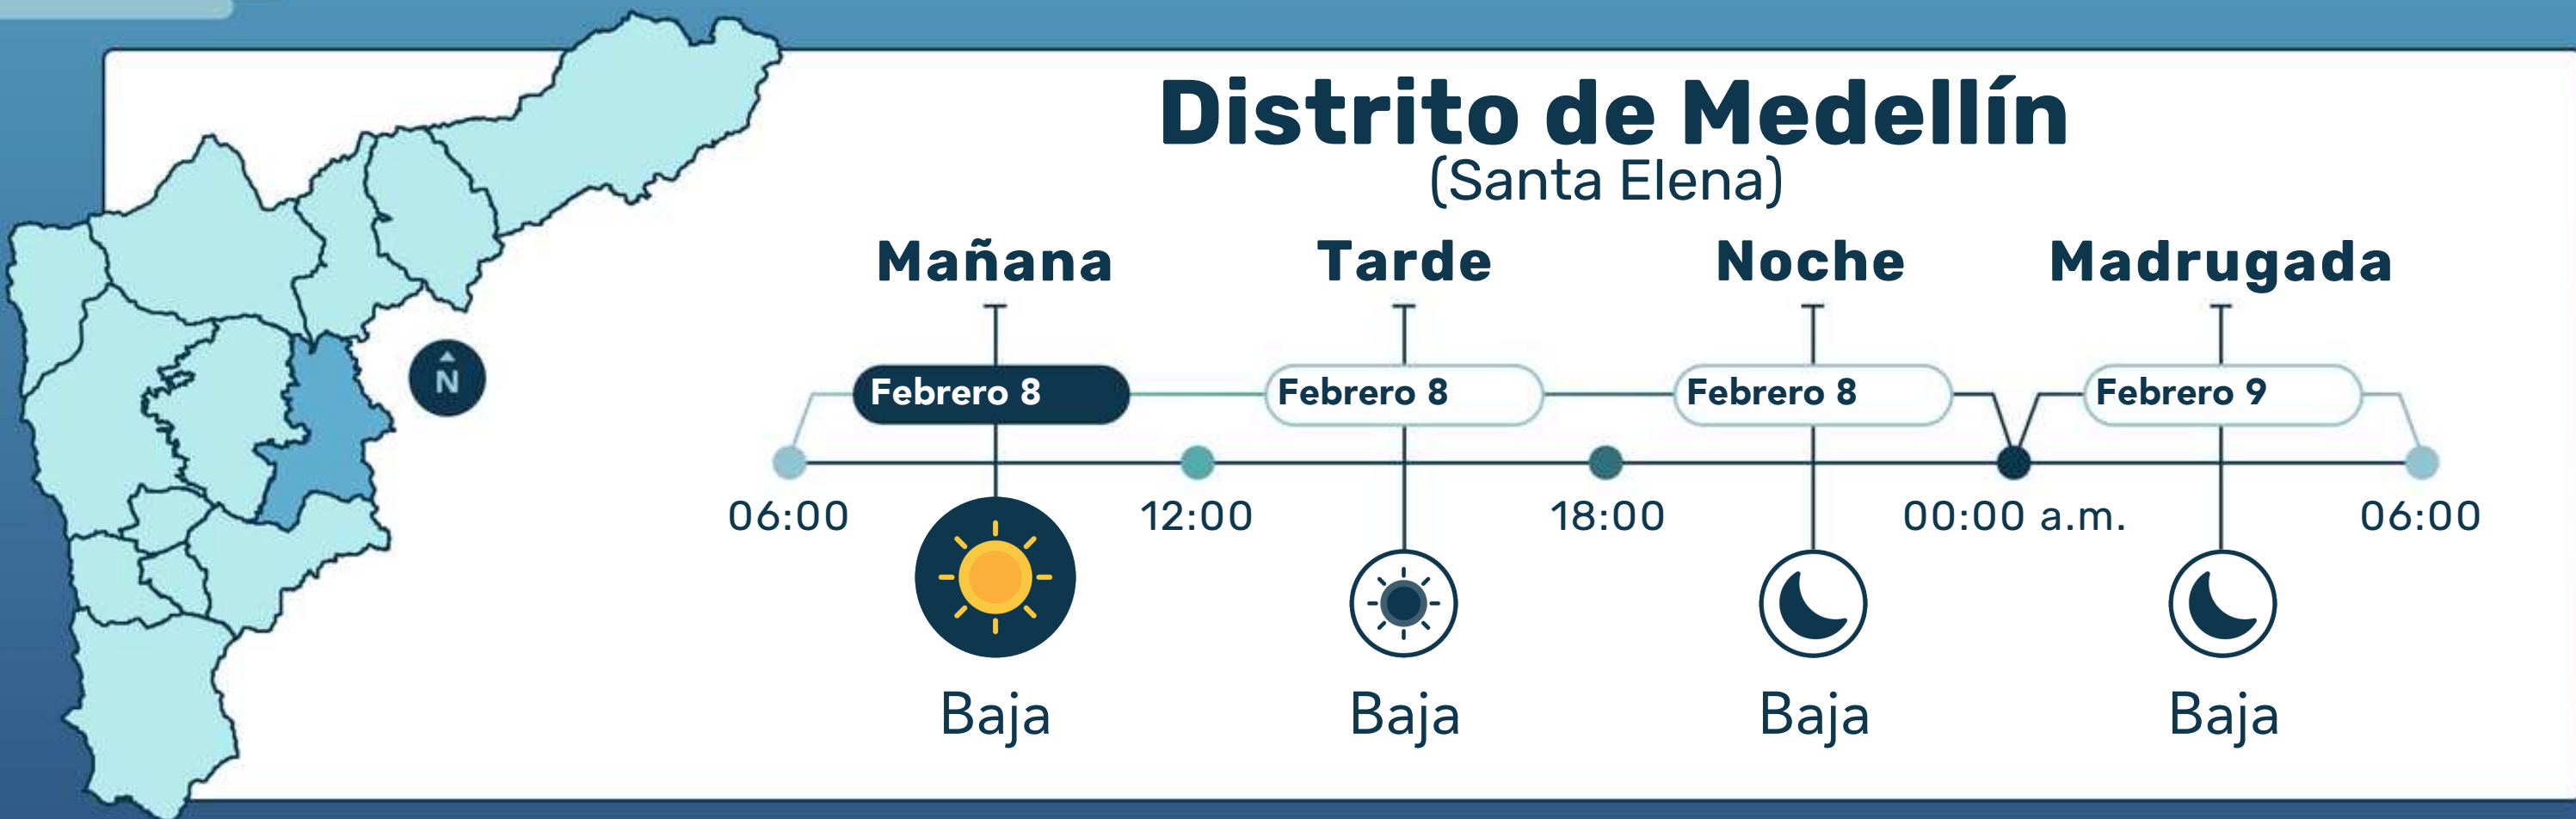 Distrito de Medellín
(Santa Elena)
Mañana Tarde Noche Madrugada
N
Febrero 8 Febrero 8 Febrero 8 Febrero 9
06:00 12:00 18:00 00:00 a.m. 06:00
Baja Baja Baja Baja